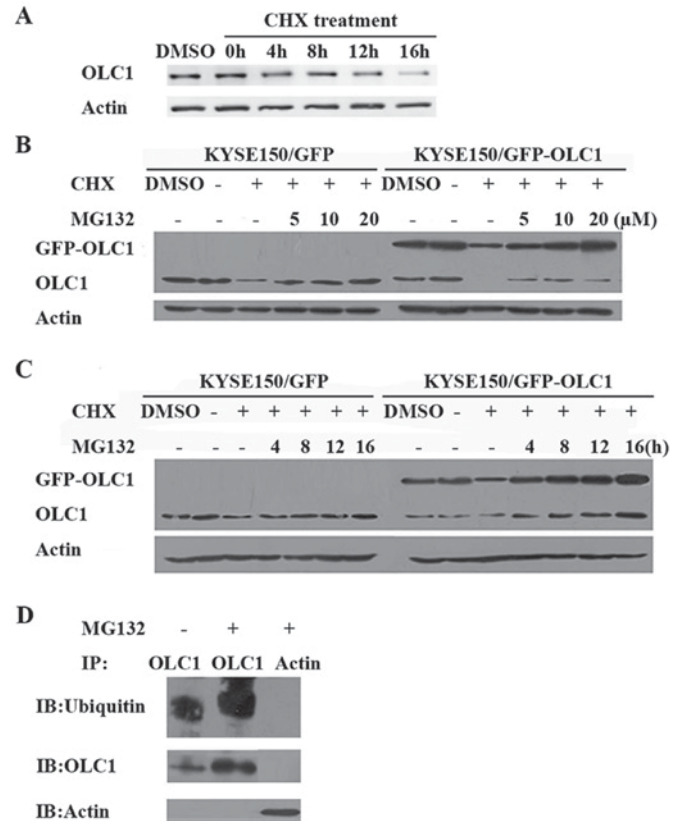 A
CHX treatment
DMSO 0h 4h 8h 12h 16h
OLC1
Actin
B
KYSE150/GFP KYSE150/GFP-OLC1
CHX DMSO - + + + + DMSO - + + + +
MG132 - - - 5 10 20 - - - 5 10 20 (μM)
GFP-OLC1
OLC1
Actin
C
KYSE150/GFP KYSE150/GFP-OLC1
CHX DMSO - + + + + + DMSO - + + + + +
MG132 - - - 4 8 12 16 - - - 4 8 12 16(h)
GFP-OLC1
OLC1
Actin
D
MG132 - + +
IP: OLC1 OLC1 Actin
IB:Ubiquitin
IB:OLC1
IB:Actin